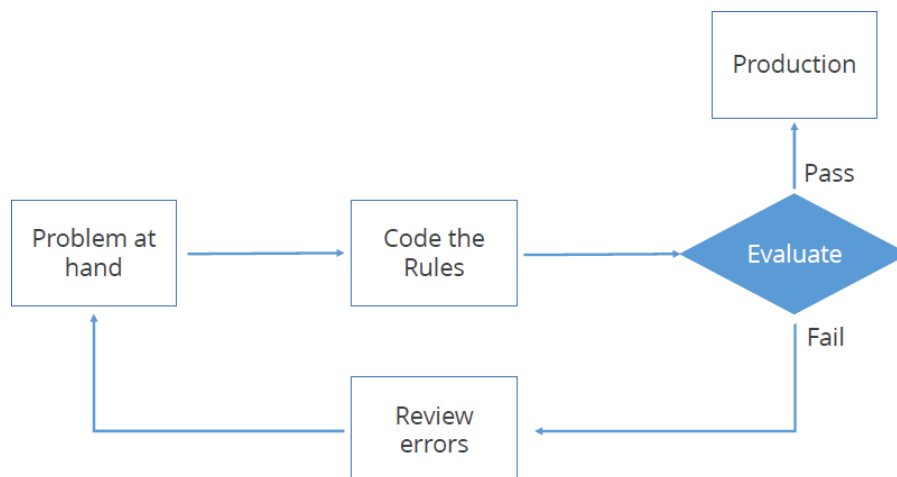 Production
Pass
Problem at
hand
Code the
Rules
Evaluate
Fail
Review
errors